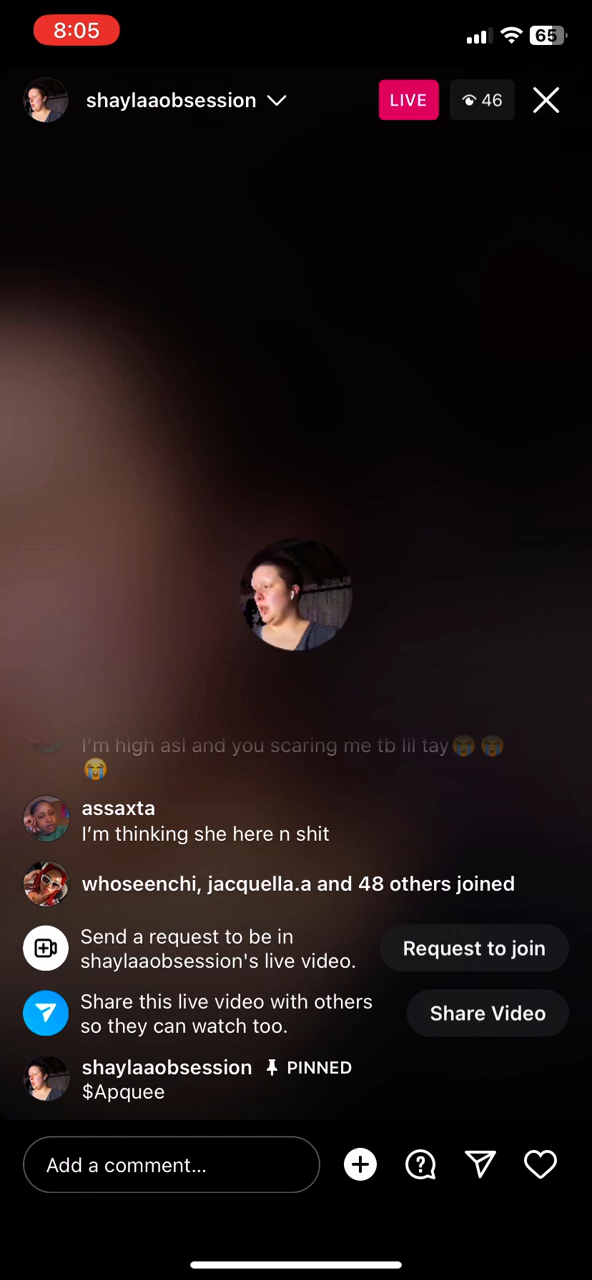 8:05
65
shaylaaobsession
LIVE
46
I'm high asl and you scaring me tb lil tay😭😭
😭
assaxta
I'm thinking she here n shit
whoseenchi, jacquella.a and 48 others joined
Send a request to be in
shaylaaobsession's live video.
Request to join
Share this live video with others
so they can watch too.
Share Video
shaylaaobsession PINNED
$Apquee
Add a comment...